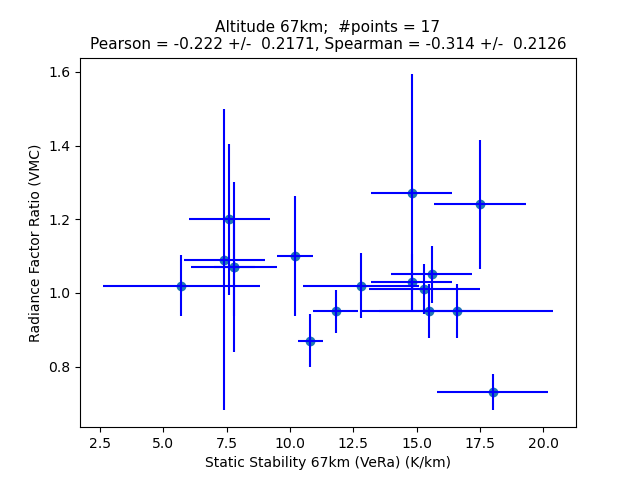 Altitude 67km;  #points = 17
Pearson = -0.222 +/-  0.2171, Spearman = -0.314 +/-  0.2126
1.6
1.4
1.2
1.0
0.8
Radiance Factor Ratio (VMC)
2.5 5.0 7.5 10.0 12.5 15.0 17.5 20.0
Static Stability 67km (VeRa) (K/km)